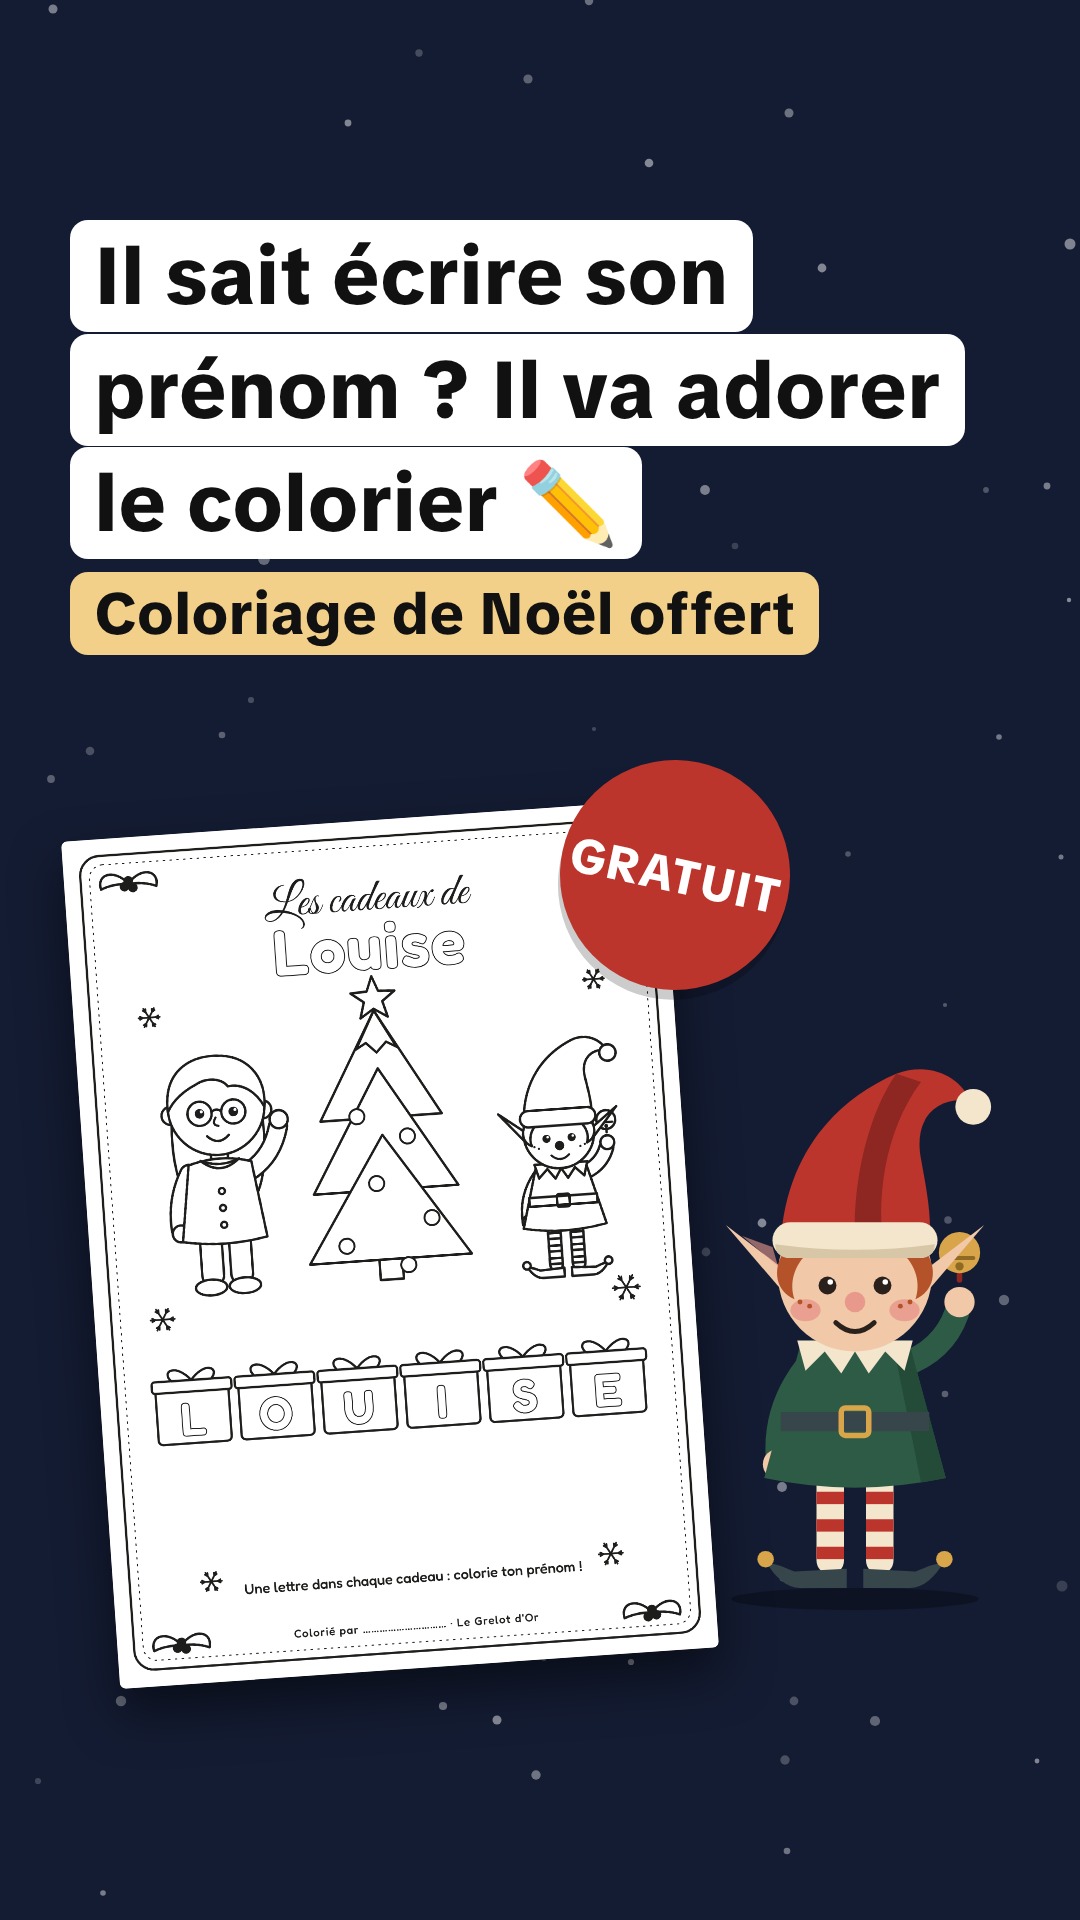 Il sait écrire son
prénom ? Il va adorer
le colorier ✏️
Coloriage de Noël offert
GRATUIT
Les cadeaux de
Louise
L O U I S E
Une lettre dans chaque cadeau : colorie ton prénom !
Colorié par .............................. · Le Grelot d'Or